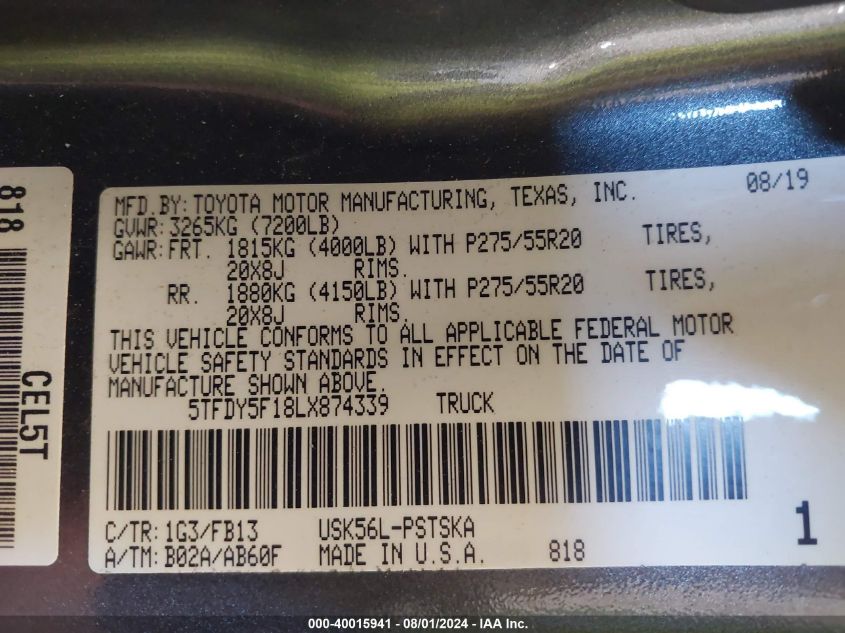 818
CEL5T
MFD.BY:TOYOTA MOTOR MANUFACTURING, TEXAS, INC. 08/19
GVWR:3265KG (7200LB)
GAWR:FRT. 1815KG (4000LB) WITH P275/55R20 TIRES,
20X8J RIMS.
RR. 1880KG (4150LB) WITH P275/55R20 TIRES,
20X8J RIMS.
THIS VEHICLE CONFORMS TO ALL APPLICABLE FEDERAL MOTOR
VEHICLE SAFETY STANDARDS IN EFFECT ON THE DATE OF
MANUFACTURE SHOWN ABOVE.
5TFDY5F18LX874339 TRUCK
C/TR:1G3/FB13 USK56L-PSTSKA 1
A/TM:B02A/AB60F MADE IN U.S.A. 818
000-40015941 - 08/01/2024 - IAA Inc.